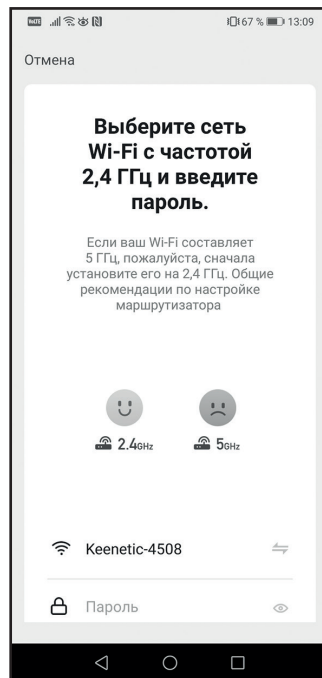 VoLTE 67 % 13:09
Отмена
Выберите сеть
Wi-Fi с частотой
2,4 ГГц и введите
пароль.
Если ваш Wi-Fi составляет
5 ГГц, пожалуйста, сначала
установите его на 2,4 ГГц. Общие
рекомендации по настройке
маршрутизатора
2.4GHz 5GHz
Keenetic-4508
Пароль